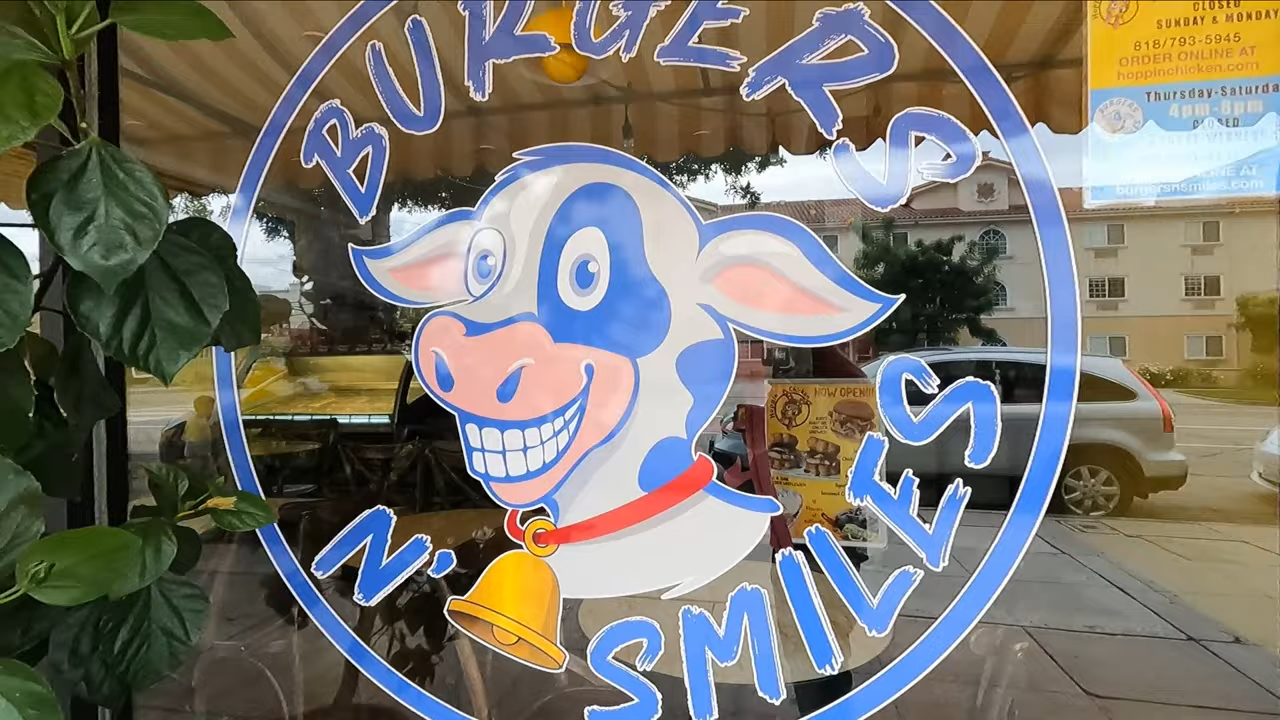 BURGERS
N' SMILES
CLOSED
SUNDAY & MONDAY
818/793-5945
ORDER ONLINE AT
hoppinchicken.com
Thursday-Saturda
4pm-8pm
CLOSED
burgersnsmiles.com
NOW OPEN!!